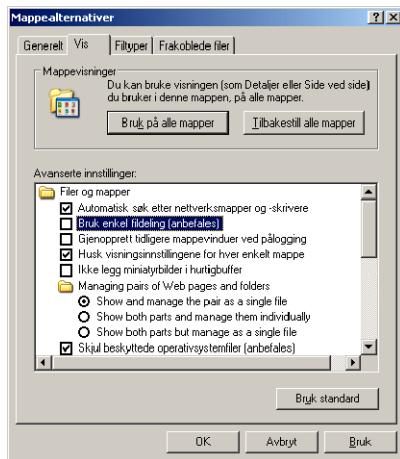 Mappealternativer
Generelt Vis Filtyper Frakoblede filer
Mappevisninger
Du kan bruke visningen (som Detaljer eller Side ved side)
du bruker i denne mappen, på alle mapper.
Bruk på alle mapper Tilbakestill alle mapper
Avanserte innstillinger:
Filer og mapper
Automatisk søk etter nettverksmapper og -skrivere
Bruk enkel fildeling (anbefales)
Gjenopprett tidligere mappevinduer ved pålogging
Husk visningsinnstillingene for hver enkelt mappe
Ikke legg miniatyrbilder i hurtigbuffer
Managing pairs of Web pages and folders
Show and manage the pair as a single file
Show both parts and manage them individually
Show both parts but manage as a single file
Skjul beskyttede operativsystemfiler (anbefales)
Bruk standard
OK Avbryt Bruk